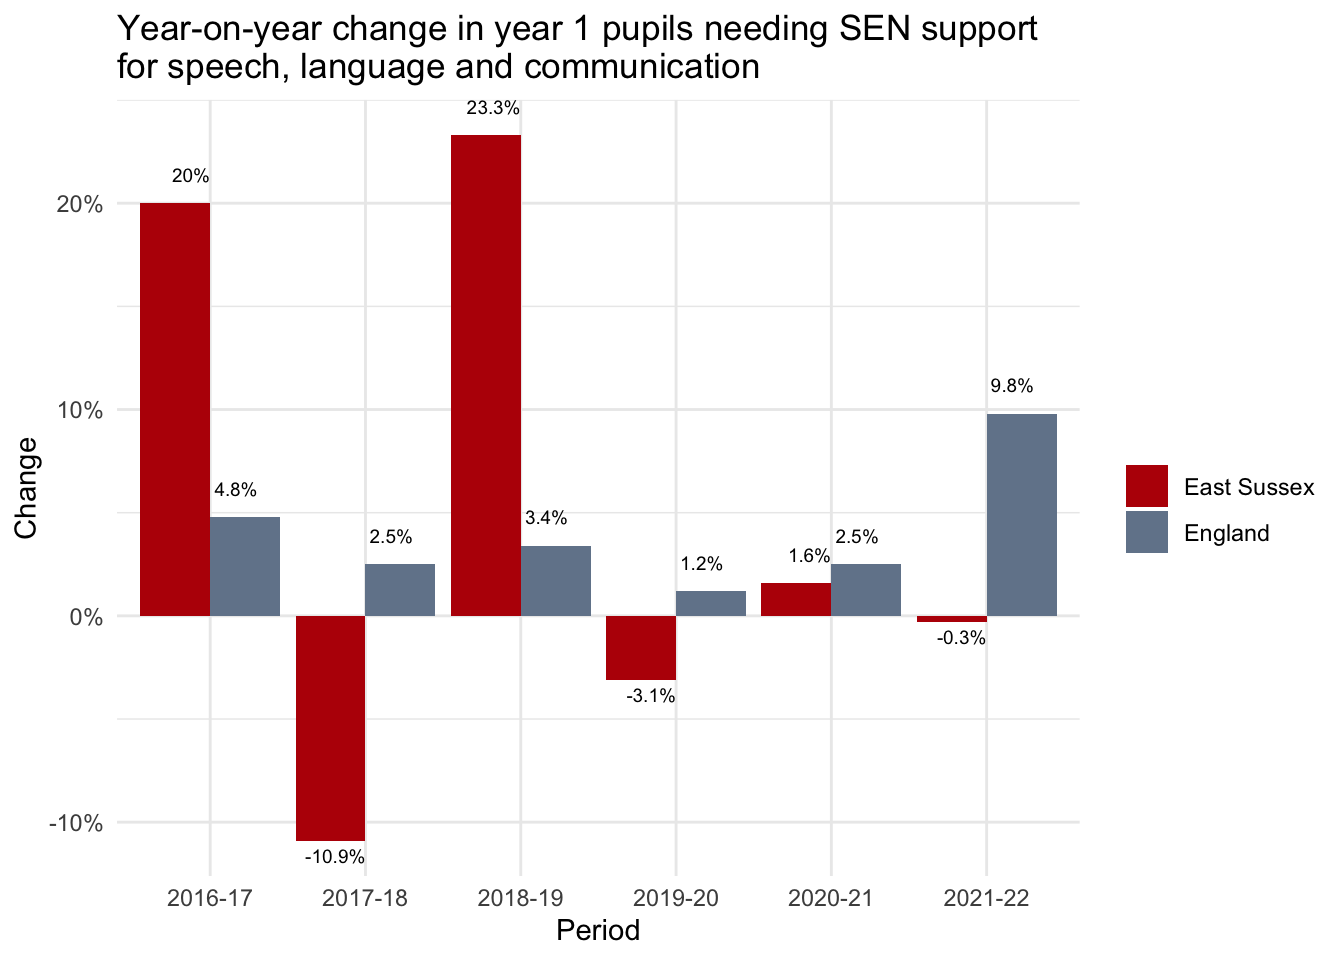 Year-on-year change in year 1 pupils needing SEN support
for speech, language and communication
23.3%
20%
20%
10%
9.8%
4.8%
3.4%
2.5%
2.5%
1.6%
1.2%
0%
-0.3%
-3.1%
-10%
-10.9%
Change
East Sussex
England
2016-17 2017-18 2018-19 2019-20 2020-21 2021-22
Period